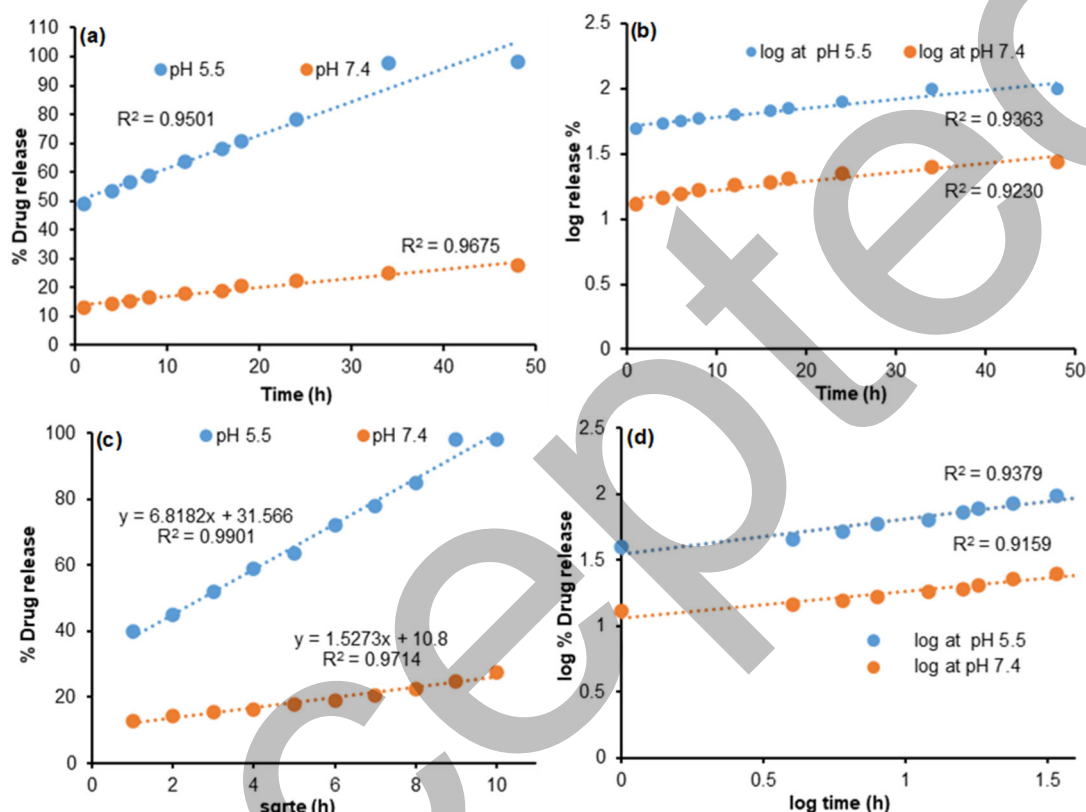 (a)
pH 5.5
pH 7.4
R² = 0.9501
R² = 0.9675
110
100
90
80
70
60
50
40
30
20
10
0
% Drug release
0 10 20 30 40 50
Time (h)
(b)
log at pH 5.5
log at pH 7.4
R² = 0.9363
R² = 0.9230
2.5
2
1.5
1
0.5
0
log release %
0 10 20 30 40 50
Time (h)
(c)
pH 5.5
pH 7.4
y = 6.8182x + 31.566
R² = 0.9901
y = 1.5273x + 10.8
R² = 0.9714
100
80
60
40
20
0
% Drug release
0 2 4 6 8 10
sqrte (h)
(d)
R² = 0.9379
R² = 0.9159
log at pH 5.5
log at pH 7.4
2.5
2
1.5
1
0.5
0
log % Drug release
0 0.5 1 1.5
log time (h)